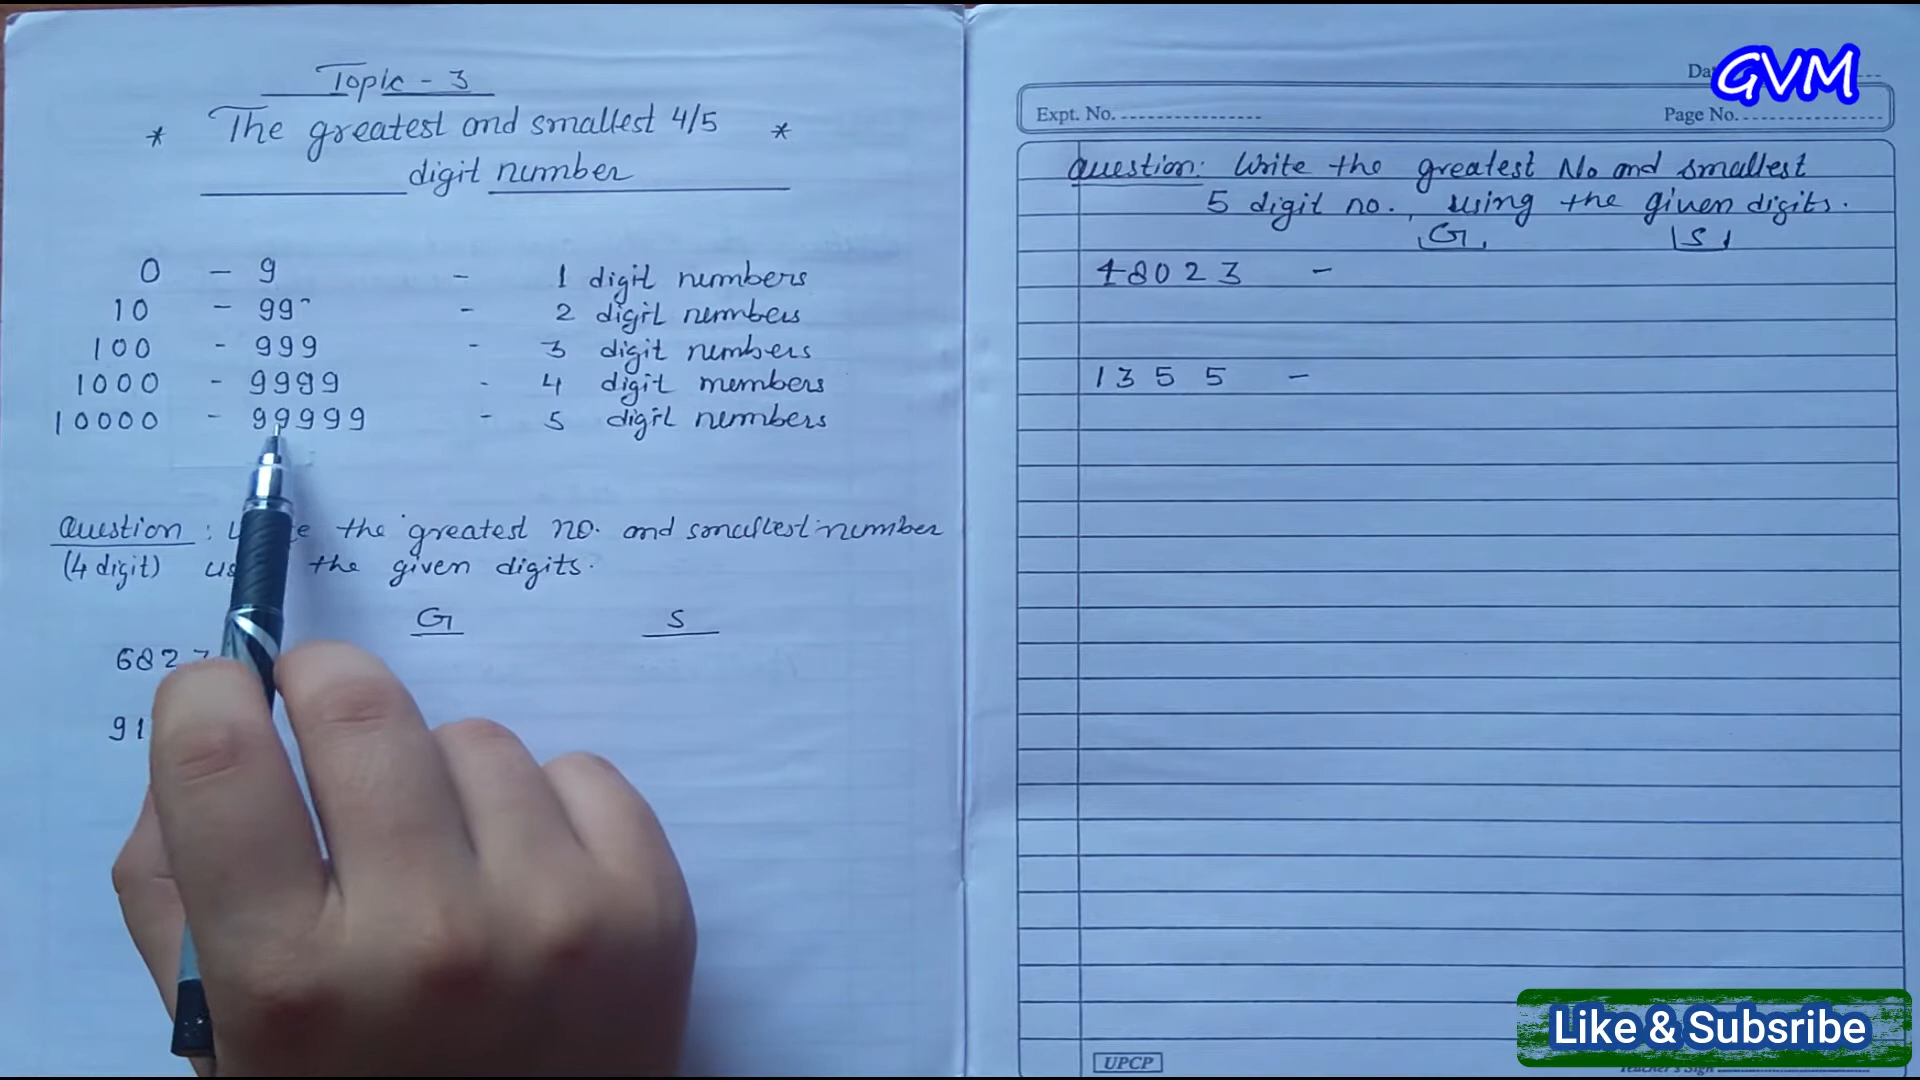 Topic - 3
* The greatest and smallest 4/5 *
digit number
0 - 9 - 1 digit numbers
10 - 99 - 2 digit numbers
100 - 999 - 3 digit numbers
1000 - 9999 - 4 digit numbers
10000 - 99999 - 5 digit numbers
Question : the greatest no. and smallest number
(4 digit) the given digits.
G S
682
91
GVM
Expt. No.
Page No.
Question: Write the greatest No and smallest
5 digit no., using the given digits.
G S
48023 -
1355 -
UPCP
Like & Subsribe